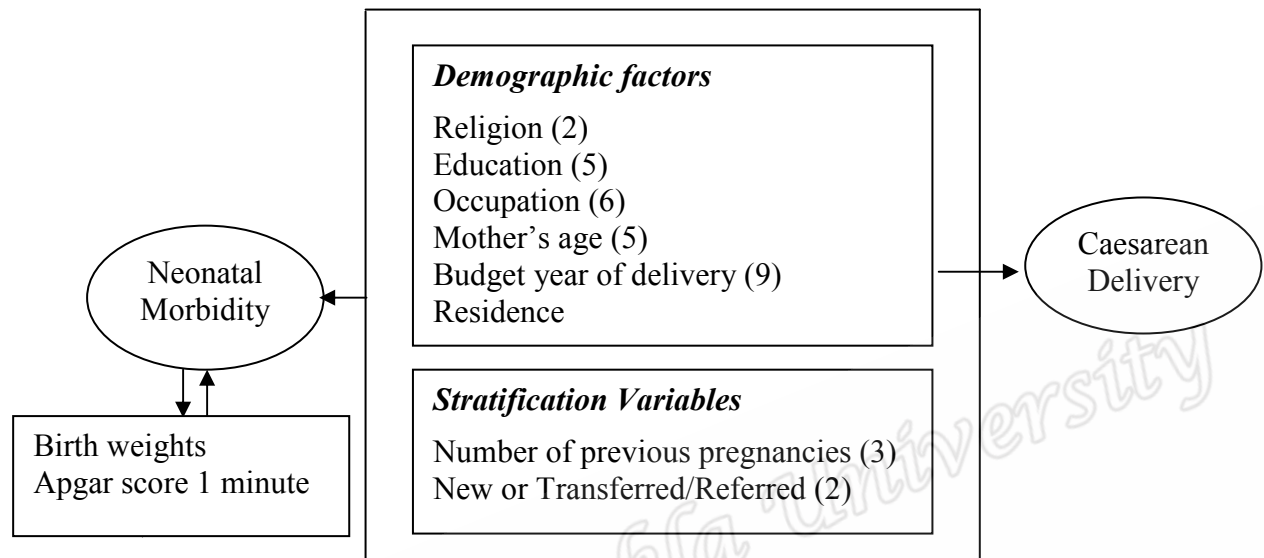 Demographic factors
Religion (2)
Education (5)
Occupation (6)
Mother's age (5)
Budget year of delivery (9)
Residence
Neonatal
Morbidity
Caesarean
Delivery
Birth weights
Apgar score 1 minute
Stratification Variables
Number of previous pregnancies (3)
New or Transferred/Referred (2)
University